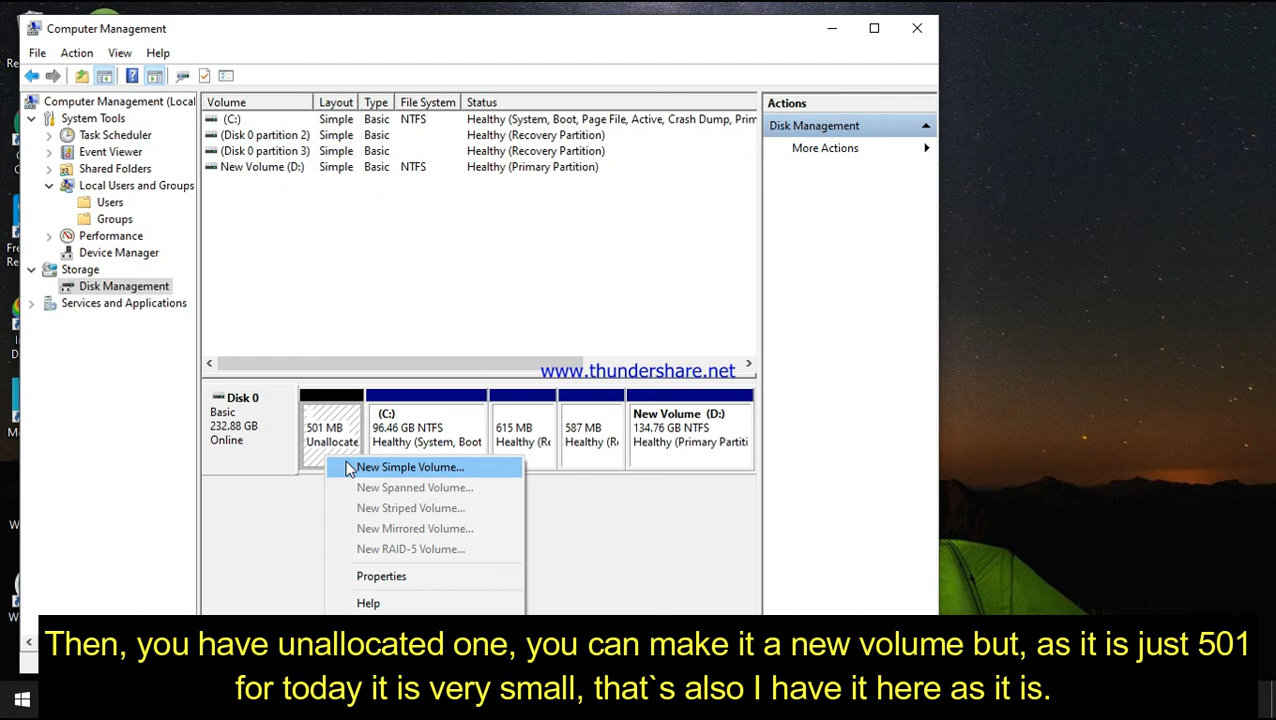 Computer Management
File Action View Help
Computer Management (Local
System Tools
Task Scheduler
Event Viewer
Shared Folders
Local Users and Groups
Users
Groups
Performance
Device Manager
Storage
Disk Management
Services and Applications
Volume Layout Type File System Status
(C:) Simple Basic NTFS Healthy (System, Boot, Page File, Active, Crash Dump, Prim
(Disk 0 partition 2) Simple Basic Healthy (Recovery Partition)
(Disk 0 partition 3) Simple Basic Healthy (Recovery Partition)
New Volume (D:) Simple Basic NTFS Healthy (Primary Partition)
Actions
Disk Management
More Actions
www.thundershare.net
Disk 0
Basic
232.88 GB
Online
501 MB
Unallocate
(C:)
96.46 GB NTFS
Healthy (System, Boot
615 MB
Healthy (Re
587 MB
Healthy (Re
New Volume (D:)
134.76 GB NTFS
Healthy (Primary Partiti
New Simple Volume...
New Spanned Volume...
New Striped Volume...
New Mirrored Volume...
New RAID-5 Volume...
Properties
Help
Then, you have unallocated one, you can make it a new volume but, as it is just 501
for today it is very small, that`s also I have it here as it is.